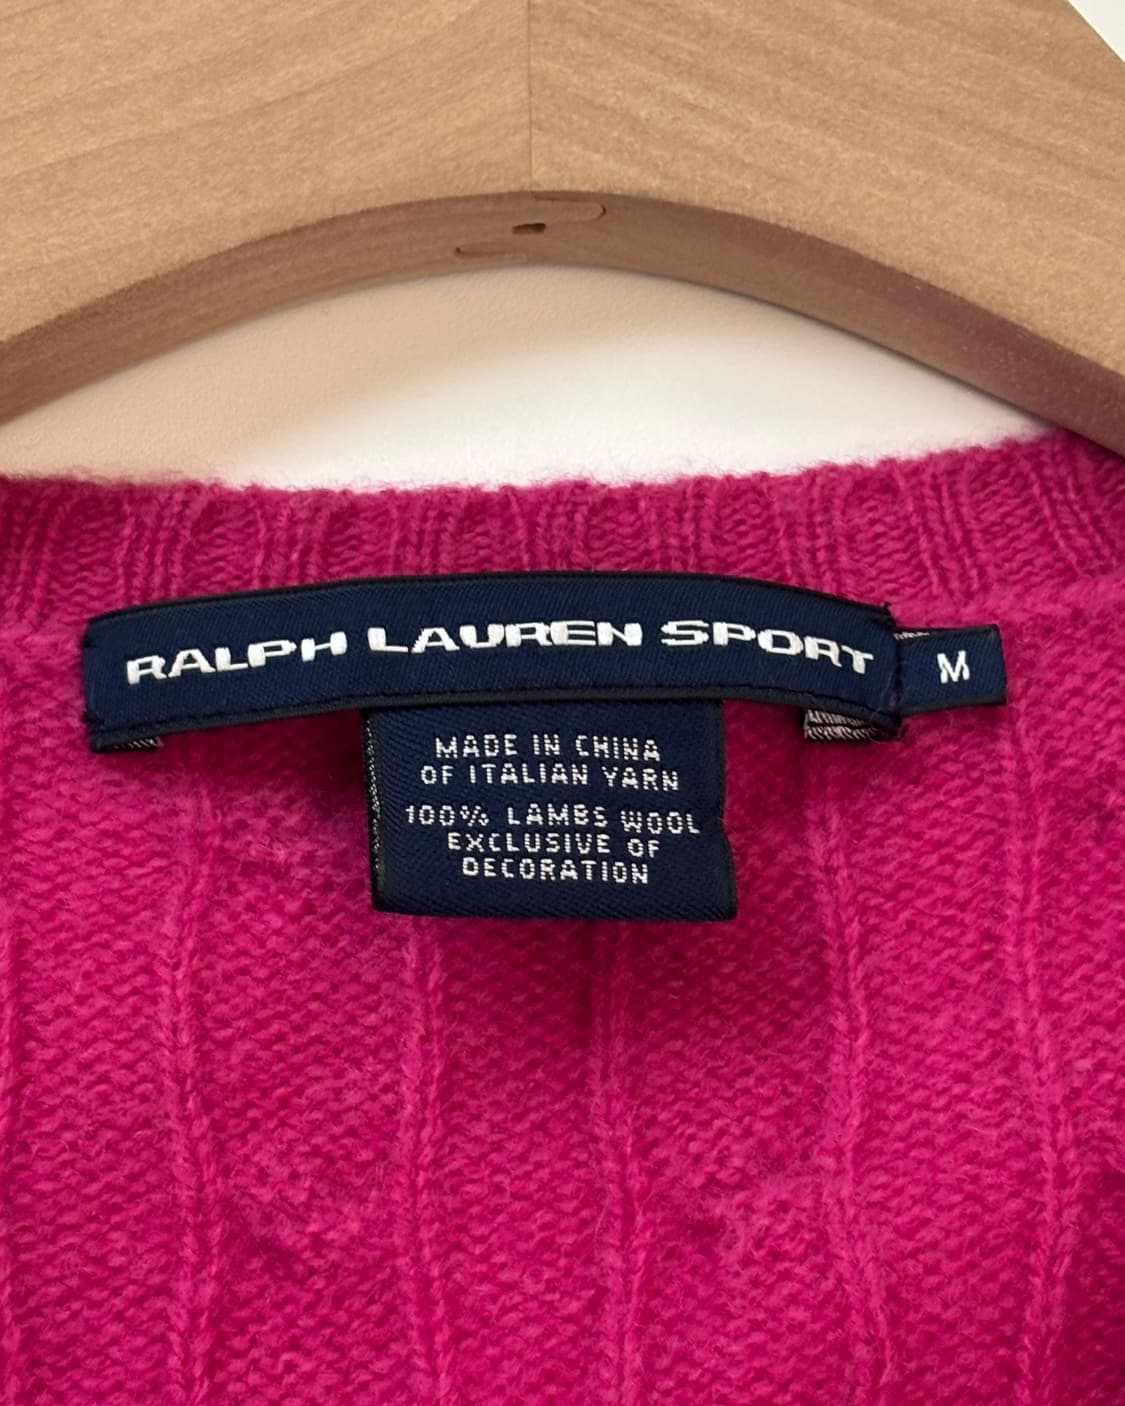 RALPH LAUREN SPORT
M
MADE IN CHINA
OF ITALIAN YARN
100% LAMBS WOOL
EXCLUSIVE OF
DECORATION